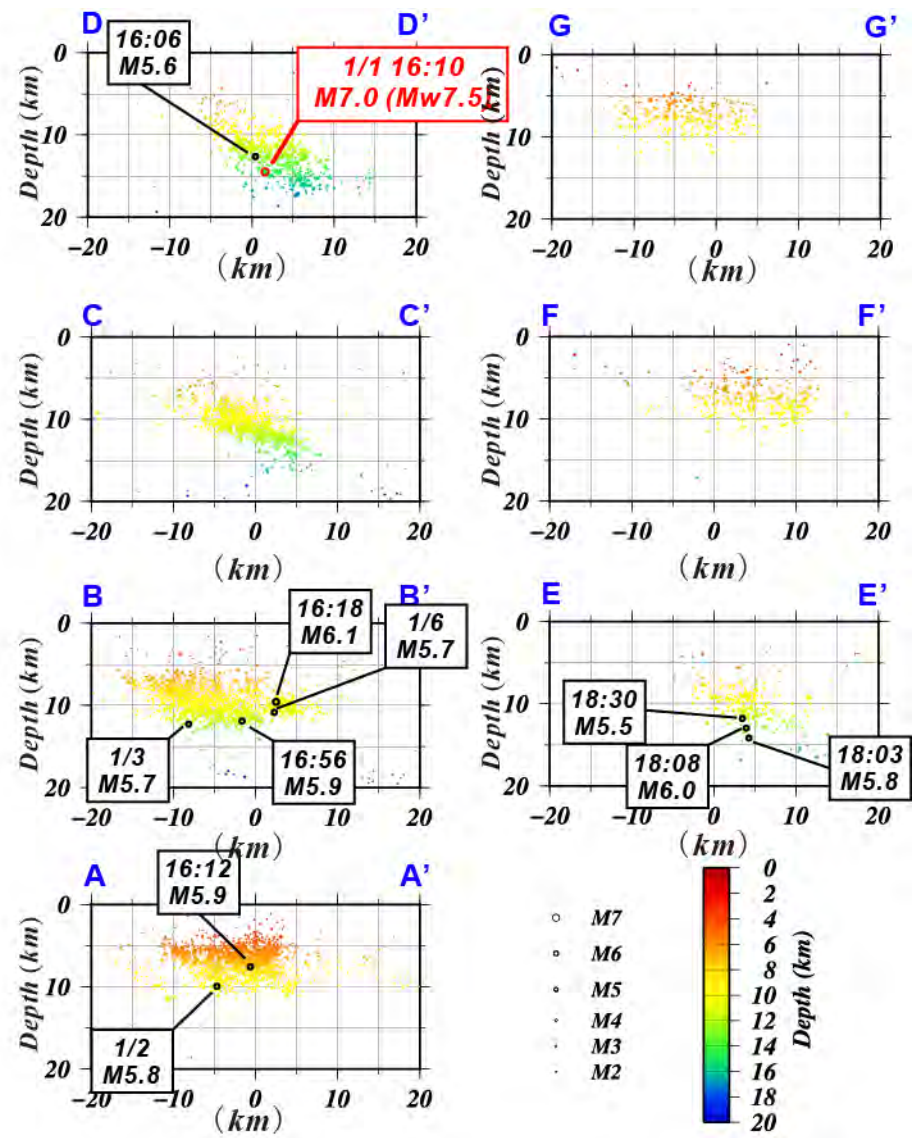 D D’
16:06
M5.6
1/1 16:10
M7.0 (Mw7.5)
Depth (km)
0
10
20
−20 −10 0 10 20
(km)
G G’
Depth (km)
0
10
20
−20 −10 0 10 20
(km)
C C’
Depth (km)
0
10
20
−20 −10 0 10 20
(km)
F F’
Depth (km)
0
10
20
−20 −10 0 10 20
(km)
B B’
16:18
M6.1
1/6
M5.7
1/3
M5.7
16:56
M5.9
Depth (km)
0
10
20
−20 −10 0 10 20
(km)
E E’
18:30
M5.5
18:08
M6.0
18:03
M5.8
Depth (km)
0
10
20
−20 −10 0 10 20
(km)
A A’
16:12
M5.9
1/2
M5.8
Depth (km)
0
10
20
−20 −10 0 10 20
(km)
M7
M6
M5
M4
M3
M2
0
2
4
6
8
10
12
14
16
18
20
Depth (km)